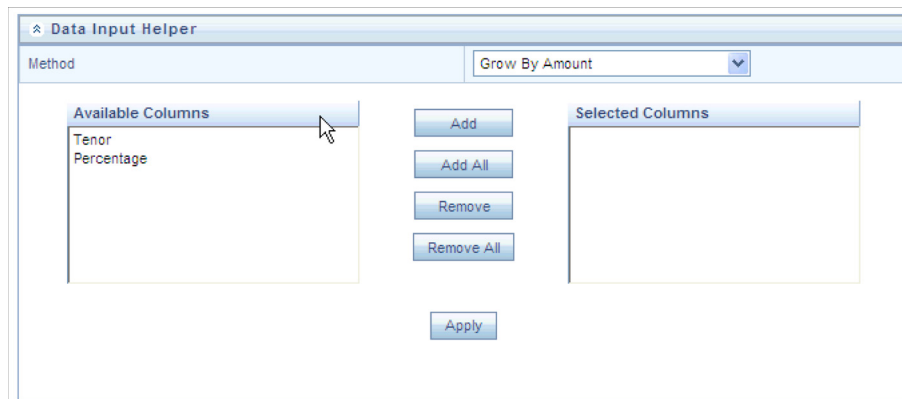 Data Input Helper
Method Grow By Amount
Available Columns
Tenor
Percentage
Add
Add All
Remove
Remove All
Selected Columns
Apply